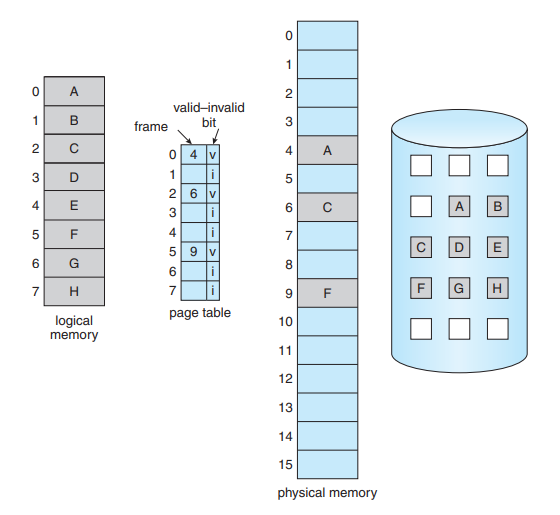 0 A
1 B
2 C
3 D
4 E
5 F
6 G
7 H
logical
memory
valid–invalid
bit
frame
0 4 v
1 i
2 6 v
3 i
4 i
5 9 v
6 i
7 i
page table
0
1
2
3
4 A
5
6 C
7
8
9 F
10
11
12
13
14
15
physical memory
A B
C D E
F G H